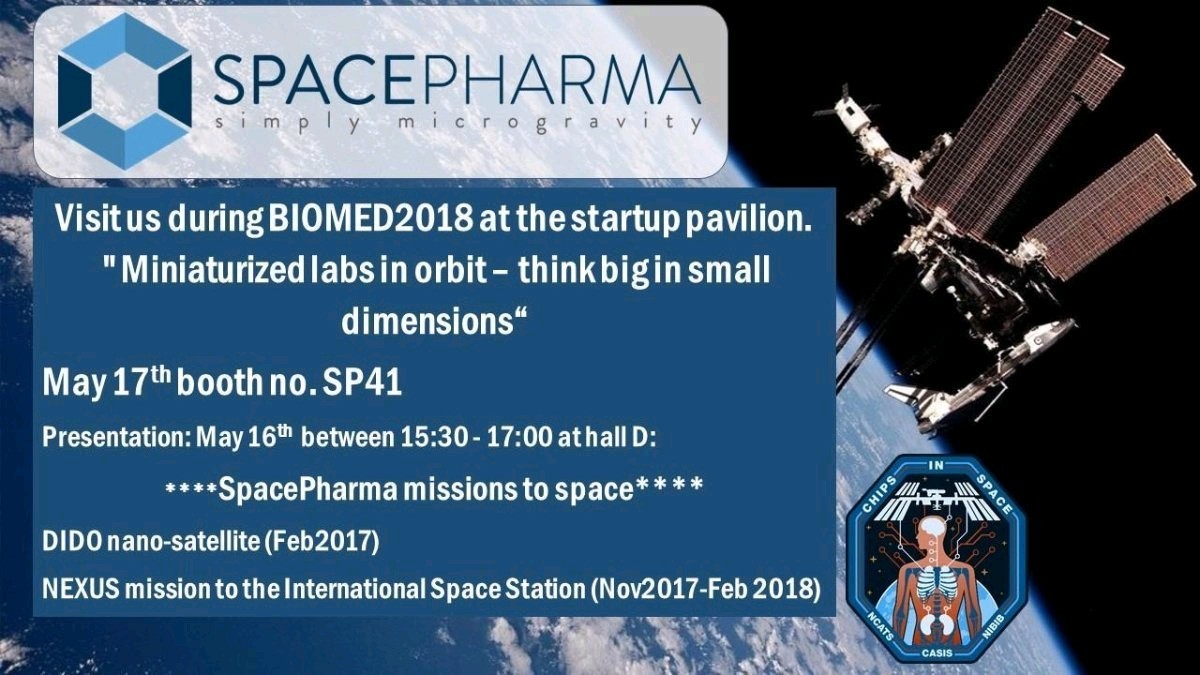 SPACEPHARMA
simply microgravity
Visit us during BIOMED2018 at the startup pavilion.
"Miniaturized labs in orbit – think big in small
dimensions“
May 17th booth no. SP41
Presentation: May 16th between 15:30 - 17:00 at hall D:
****SpacePharma missions to space****
DIDO nano-satellite (Feb2017)
NEXUS mission to the International Space Station (Nov2017-Feb 2018)
CHIPS IN SPACE
NCATS CASIS NIBIB